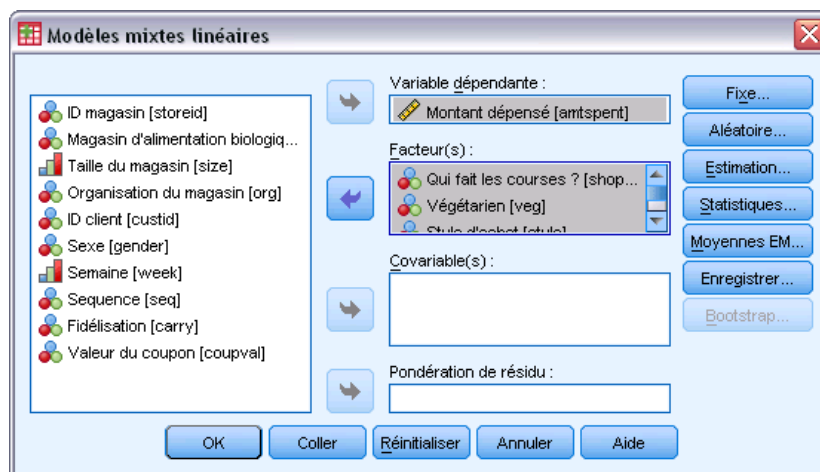 Modèles mixtes linéaires
ID magasin [storeid]
Magasin d'alimentation biologiq...
Taille du magasin [size]
Organisation du magasin [org]
ID client [custid]
Sexe [gender]
Semaine [week]
Sequence [seq]
Fidélisation [carry]
Valeur du coupon [coupval]
Variable dépendante :
Montant dépensé [amtspent]
Facteur(s) :
Qui fait les courses ? [shop...
Végétarien [veg]
Style d'achat [style]
Covariable(s) :
Pondération de résidu :
Fixe...
Aléatoire...
Estimation...
Statistiques...
Moyennes EM...
Enregistrer...
Bootstrap...
OK
Coller
Réinitialiser
Annuler
Aide